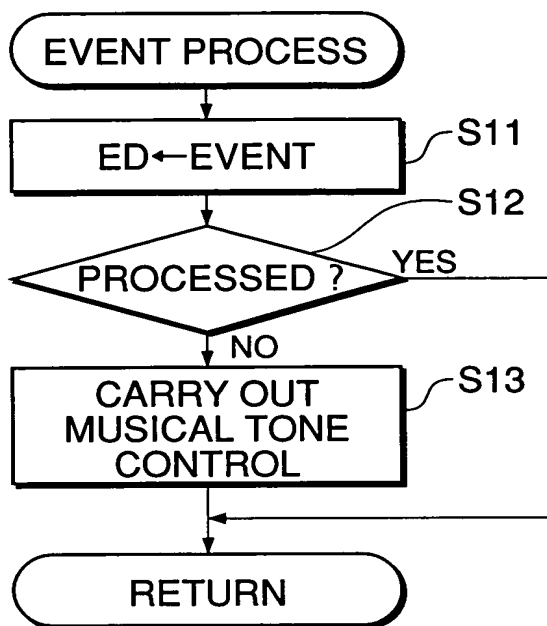 EVENT PROCESS
ED←EVENT
S11
S12
PROCESSED ?
YES
NO
CARRY OUT
MUSICAL TONE
CONTROL
S13
RETURN